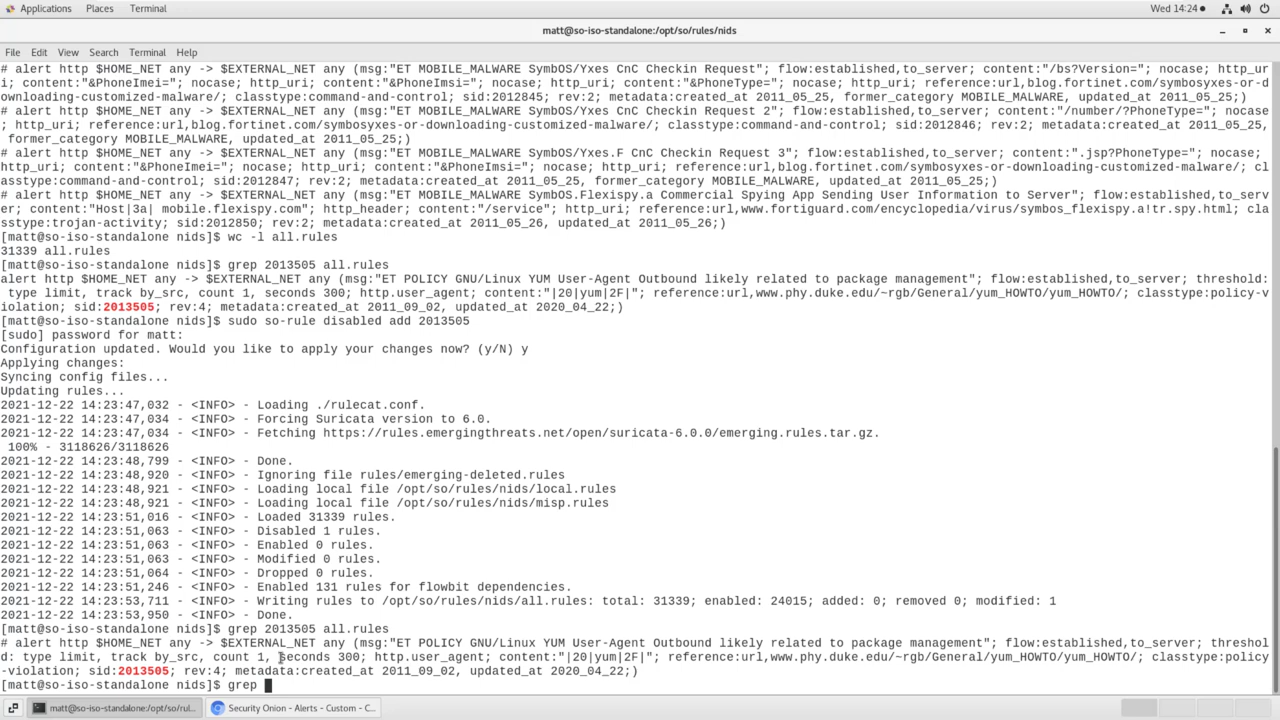 Applications Places Terminal Wed 14:24
matt@so-iso-standalone:/opt/so/rules/nids
File Edit View Search Terminal Help
# alert http $HOME_NET any -> $EXTERNAL_NET any (msg:"ET MOBILE_MALWARE SymbOS/Yxes CnC Checkin Request"; flow:established,to_server; content:"/bs?Version="; nocase; http_ur
i; content:"&PhoneImei="; nocase; http_uri; content:"&PhoneImsi="; nocase; http_uri; content:"&PhoneType="; nocase; http_uri; reference:url,blog.fortinet.com/symbosyxes-or-d
ownloading-customized-malware/; classtype:command-and-control; sid:2012845; rev:2; metadata:created_at 2011_05_25, former_category MOBILE_MALWARE, updated_at 2011_05_25;)
# alert http $HOME_NET any -> $EXTERNAL_NET any (msg:"ET MOBILE_MALWARE SymbOS/Yxes CnC Checkin Request 2"; flow:established,to_server; content:"/number/?PhoneType="; nocase
; http_uri; reference:url,blog.fortinet.com/symbosyxes-or-downloading-customized-malware/; classtype:command-and-control; sid:2012846; rev:2; metadata:created_at 2011_05_25,
 former_category MOBILE_MALWARE, updated_at 2011_05_25;)
# alert http $HOME_NET any -> $EXTERNAL_NET any (msg:"ET MOBILE_MALWARE SymbOS/Yxes.F CnC Checkin Request 3"; flow:established,to_server; content:".jsp?PhoneType="; nocase; 
http_uri; content:"&PhoneImei="; nocase; http_uri; content:"&PhoneImsi="; nocase; http_uri; reference:url,blog.fortinet.com/symbosyxes-or-downloading-customized-malware/; cl
asstype:command-and-control; sid:2012847; rev:2; metadata:created_at 2011_05_25, former_category MOBILE_MALWARE, updated_at 2011_05_25;)
# alert http $HOME_NET any -> $EXTERNAL_NET any (msg:"ET MOBILE_MALWARE SymbOS.Flexispy.a Commercial Spying App Sending User Information to Server"; flow:established,to_serv
er; content:"Host|3a| mobile.flexispy.com"; http_header; content:"/service"; http_uri; reference:url,www.fortiguard.com/encyclopedia/virus/symbos_flexispy.a!tr.spy.html; cla
sstype:trojan-activity; sid:2012850; rev:2; metadata:created_at 2011_05_26, updated_at 2011_05_26;)
[matt@so-iso-standalone nids]$ wc -l all.rules
31339 all.rules
[matt@so-iso-standalone nids]$ grep 2013505 all.rules
alert http $HOME_NET any -> $EXTERNAL_NET any (msg:"ET POLICY GNU/Linux YUM User-Agent Outbound likely related to package management"; flow:established,to_server; threshold:
 type limit, track by_src, count 1, seconds 300; http.user_agent; content:"|20|yum|2F|"; reference:url,www.phy.duke.edu/~rgb/General/yum_HOWTO/yum_HOWTO/; classtype:policy-v
iolation; sid:2013505; rev:4; metadata:created_at 2011_09_02, updated_at 2020_04_22;)
[matt@so-iso-standalone nids]$ sudo so-rule disabled add 2013505
[sudo] password for matt:
Configuration updated. Would you like to apply your changes now? (y/N) y
Applying changes:
Syncing config files...
Updating rules...
2021-12-22 14:23:47,032 - <INFO> - Loading ./rulecat.conf.
2021-12-22 14:23:47,034 - <INFO> - Forcing Suricata version to 6.0.
2021-12-22 14:23:47,034 - <INFO> - Fetching https://rules.emergingthreats.net/open/suricata-6.0.0/emerging.rules.tar.gz.
 100% - 3118626/3118626
2021-12-22 14:23:48,799 - <INFO> - Done.
2021-12-22 14:23:48,920 - <INFO> - Ignoring file rules/emerging-deleted.rules
2021-12-22 14:23:48,921 - <INFO> - Loading local file /opt/so/rules/nids/local.rules
2021-12-22 14:23:48,921 - <INFO> - Loading local file /opt/so/rules/nids/misp.rules
2021-12-22 14:23:51,016 - <INFO> - Loaded 31339 rules.
2021-12-22 14:23:51,063 - <INFO> - Disabled 1 rules.
2021-12-22 14:23:51,063 - <INFO> - Enabled 0 rules.
2021-12-22 14:23:51,063 - <INFO> - Modified 0 rules.
2021-12-22 14:23:51,064 - <INFO> - Dropped 0 rules.
2021-12-22 14:23:51,246 - <INFO> - Enabled 131 rules for flowbit dependencies.
2021-12-22 14:23:53,711 - <INFO> - Writing rules to /opt/so/rules/nids/all.rules: total: 31339; enabled: 24015; added: 0; removed 0; modified: 1
2021-12-22 14:23:53,950 - <INFO> - Done.
[matt@so-iso-standalone nids]$ grep 2013505 all.rules
# alert http $HOME_NET any -> $EXTERNAL_NET any (msg:"ET POLICY GNU/Linux YUM User-Agent Outbound likely related to package management"; flow:established,to_server; threshol
d: type limit, track by_src, count 1, seconds 300; http.user_agent; content:"|20|yum|2F|"; reference:url,www.phy.duke.edu/~rgb/General/yum_HOWTO/yum_HOWTO/; classtype:policy
-violation; sid:2013505; rev:4; metadata:created_at 2011_09_02, updated_at 2020_04_22;)
[matt@so-iso-standalone nids]$ grep
matt@so-iso-standalone:/opt/so/rul... Security Onion - Alerts - Custom - C...